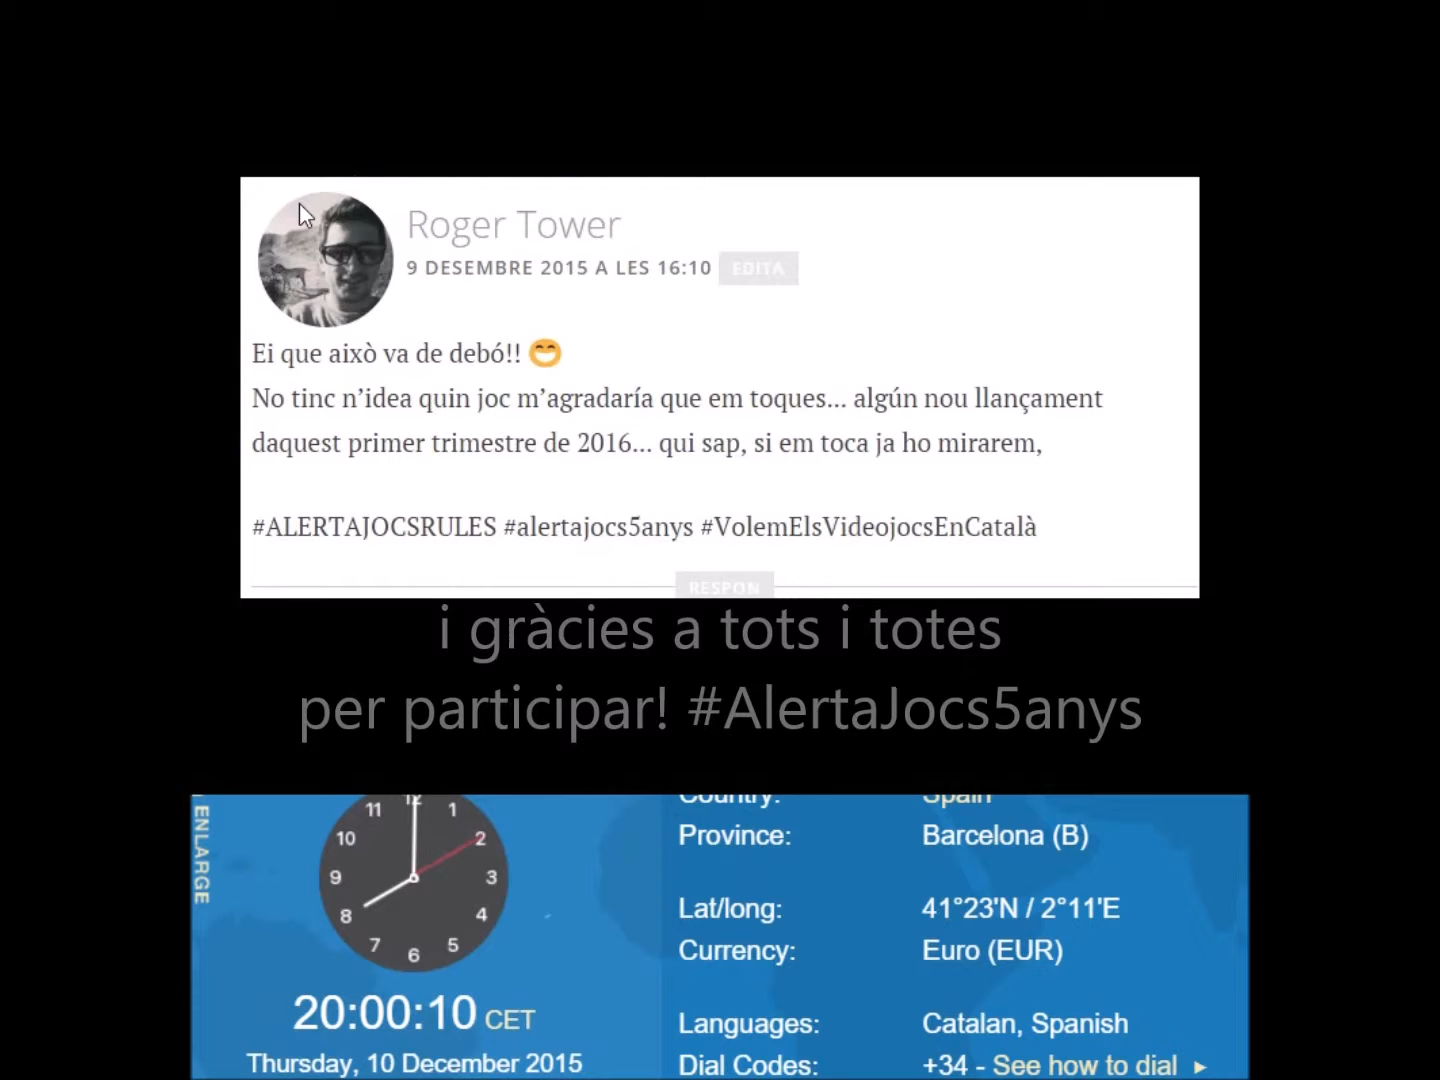 Roger Tower
9 DESEMBRE 2015 A LES 16:10 EDITA
Ei que això va de debó!! 😁
No tinc n’idea quin joc m’agradaría que em toques... algún nou llançament
daquest primer trimestre de 2016... qui sap, si em toca ja ho mirarem,
#ALERTAJOCSRULES #alertajocs5anys #VolemElsVideojocsEnCatalà
RESPON
i gràcies a tots i totes
per participar! #AlertaJocs5anys
ENLARGE
11 12 1
10 2
9 3
8 4
7 6 5
20:00:10 CET
Thursday, 10 December 2015
Country: Spain
Province: Barcelona (B)
Lat/long: 41°23'N / 2°11'E
Currency: Euro (EUR)
Languages: Catalan, Spanish
Dial Codes: +34 - See how to dial ►